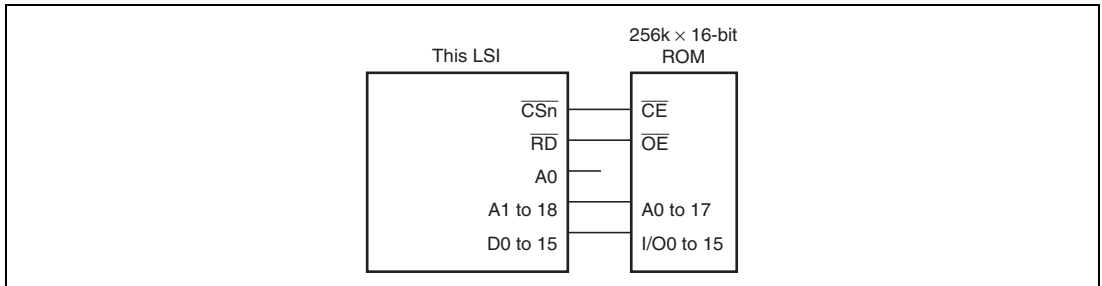 256k × 16-bit
This LSI ROM
CSn CE
RD OE
A0
A1 to 18 A0 to 17
D0 to 15 I/O0 to 15